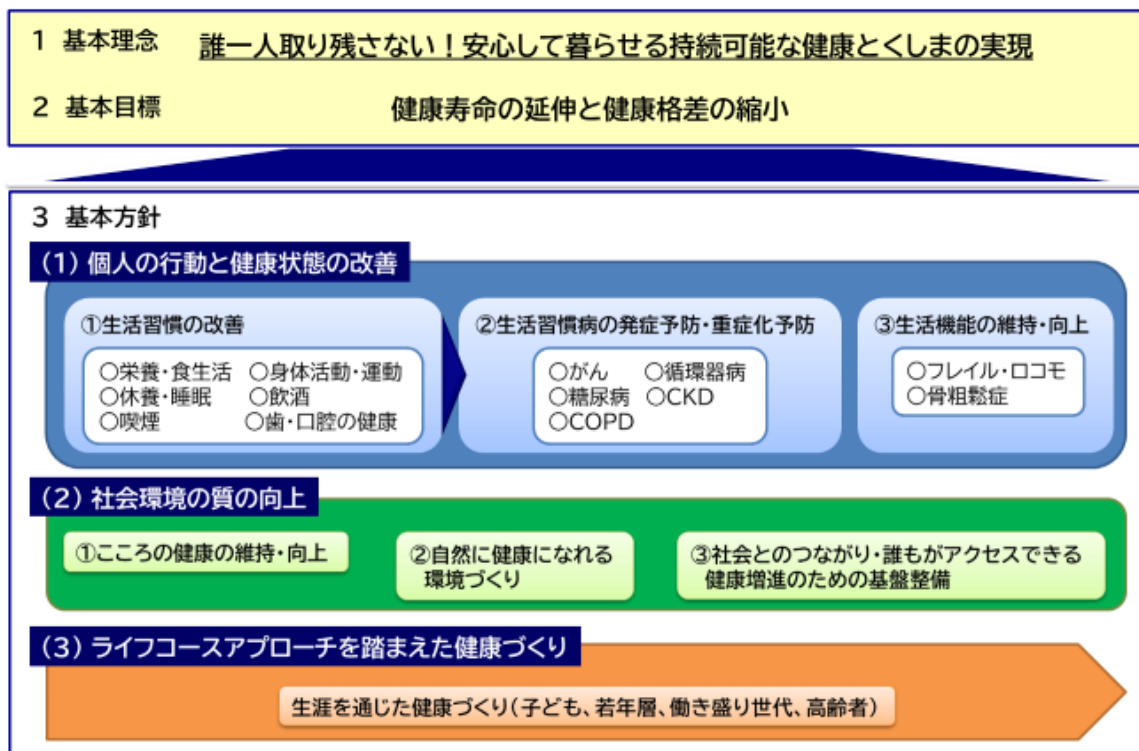 1 基本理念 誰一人取り残さない！安心して暮らせる持続可能な健康とくしまの実現
2 基本目標 健康寿命の延伸と健康格差の縮小
3 基本方針
(1) 個人の行動と健康状態の改善
①生活習慣の改善
○栄養・食生活 ○身体活動・運動
○休養・睡眠 ○飲酒
○喫煙 ○歯・口腔の健康
②生活習慣病の発症予防・重症化予防
○がん ○循環器病
○糖尿病 ○CKD
○COPD
③生活機能の維持・向上
○フレイル・ロコモ
○骨粗鬆症
(2) 社会環境の質の向上
①こころの健康の維持・向上
②自然に健康になれる
環境づくり
③社会とのつながり・誰もがアクセスできる
健康増進のための基盤整備
(3) ライフコースアプローチを踏まえた健康づくり
生涯を通じた健康づくり(子ども、若年層、働き盛り世代、高齢者)